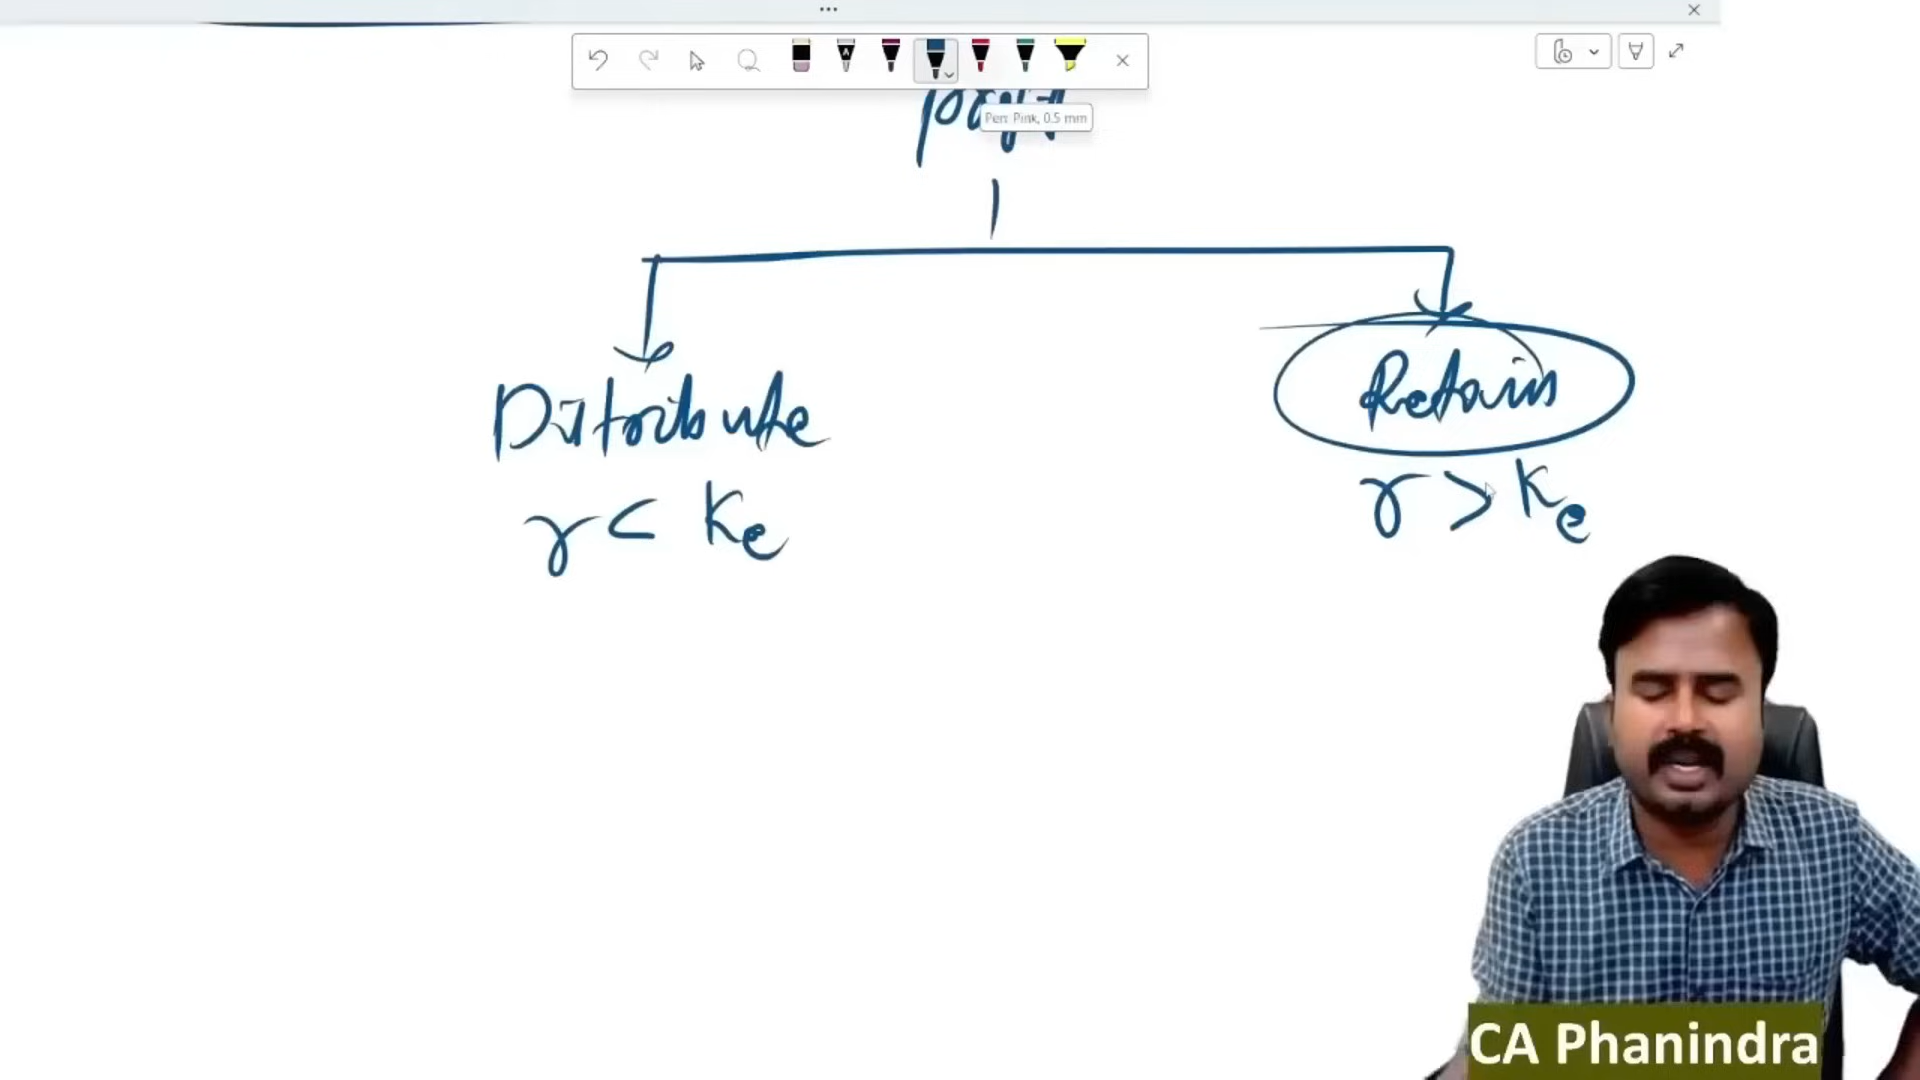 Pen: Pink, 0.5 mm
Distribute
Retain
r < Ke
r > Ke
CA Phanindra